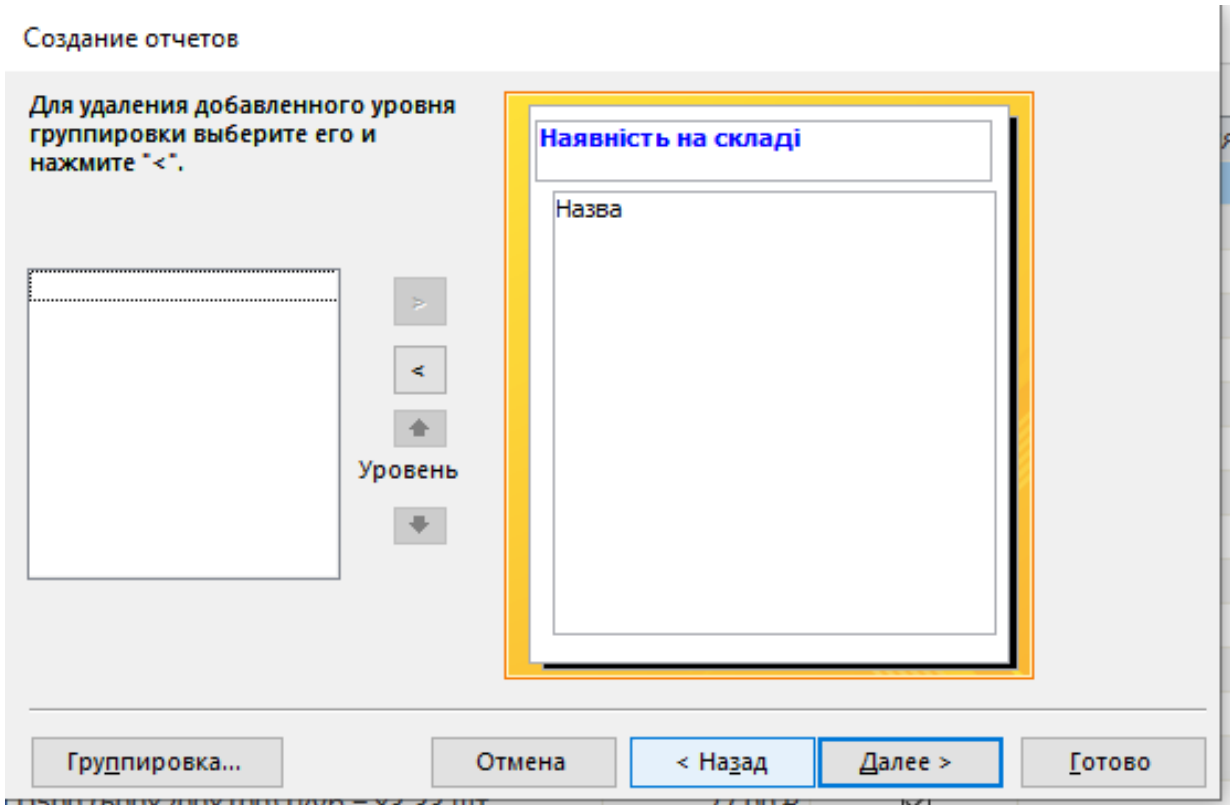 Создание отчетов
Для удаления добавленного уровня
группировки выберите его и
нажмите "<".
Наявність на складі
Назва
>
<
Уровень
Группировка...
Отмена
< Назад
Далее >
Готово